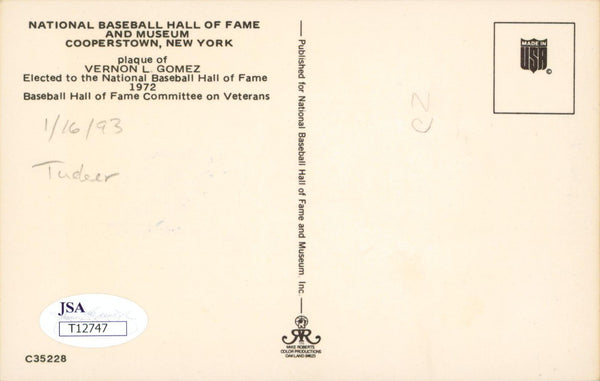 NATIONAL BASEBALL HALL OF FAME
AND MUSEUM
COOPERSTOWN, NEW YORK
plaque of
VERNON L. GOMEZ
Elected to the National Baseball Hall of Fame
1972
Baseball Hall of Fame Committee on Veterans
1/16/93
JSA
T12747
C35228
Published for National Baseball Hall of Fame and Museum, Inc.
MIKE ROBERTS
COLOR PRODUCTIONS
OAKLAND 94625
MADE IN
USA
©